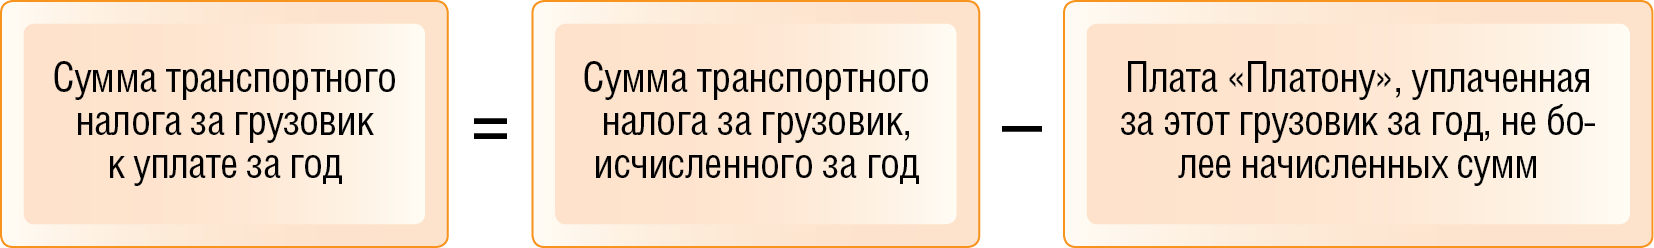 Сумма транспортного
налога за грузовик
к уплате за год
=
Сумма транспортного
налога за грузовик,
исчисленного за год
–
Плата «Платону», уплаченная
за этот грузовик за год, не бо-
лее начисленных сумм